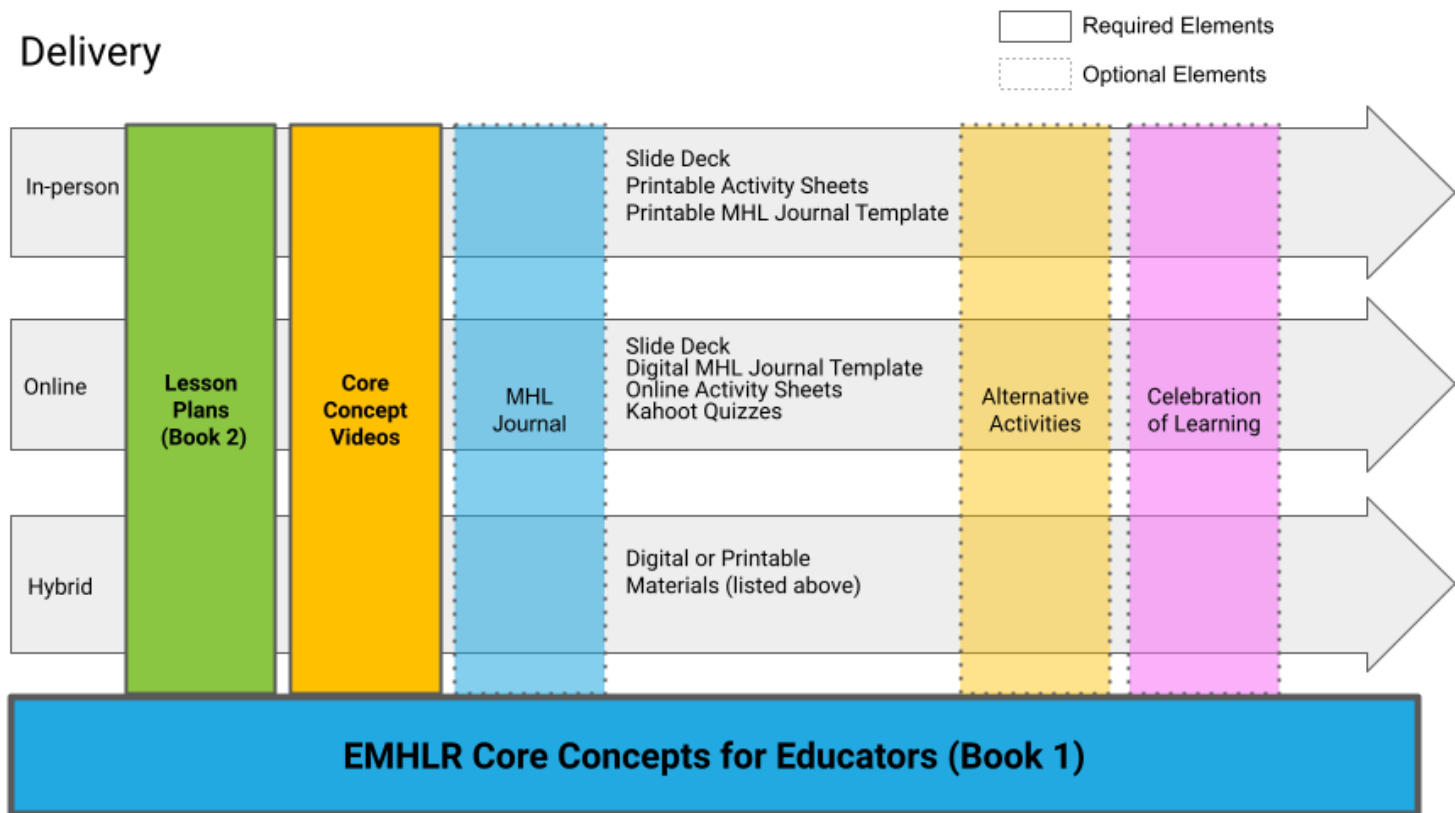 Delivery
Required Elements
Optional Elements
In-person
Slide Deck
Printable Activity Sheets
Printable MHL Journal Template
Online
Lesson
Plans
(Book 2)
Core
Concept
Videos
MHL
Journal
Slide Deck
Digital MHL Journal Template
Online Activity Sheets
Kahoot Quizzes
Alternative
Activities
Celebration
of Learning
Hybrid
Digital or Printable
Materials (listed above)
EMHLR Core Concepts for Educators (Book 1)